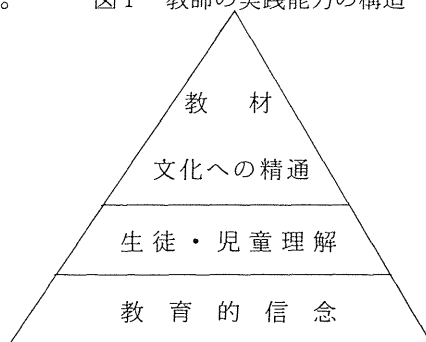 。 図1 教師の実践能力の構造
教 材
文化への精通
生徒・児童理解
教育的信念